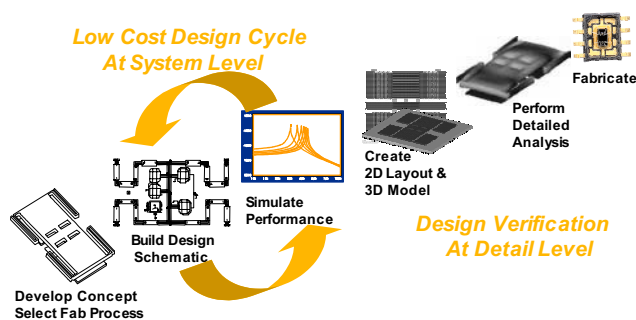 Low Cost Design Cycle
At System Level
Fabricate
Perform
Detailed
Analysis
Create
2D Layout &
3D Model
Simulate
Performance
Build Design
Schematic
Design Verification
At Detail Level
Develop Concept
Select Fab Process